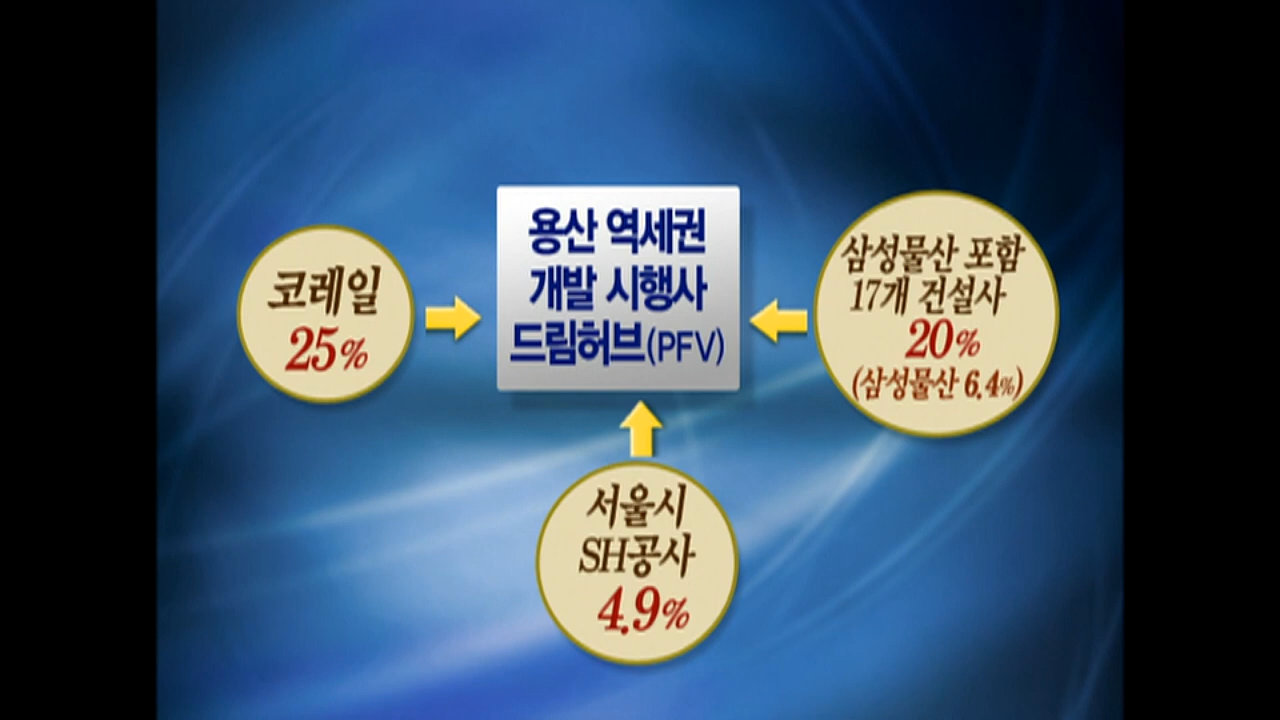 용산 역세권
개발 시행사
드림허브(PFV)
코레일
25%
삼성물산 포함
17개 건설사
20%
(삼성물산 6.4%)
서울시
SH공사
4.9%